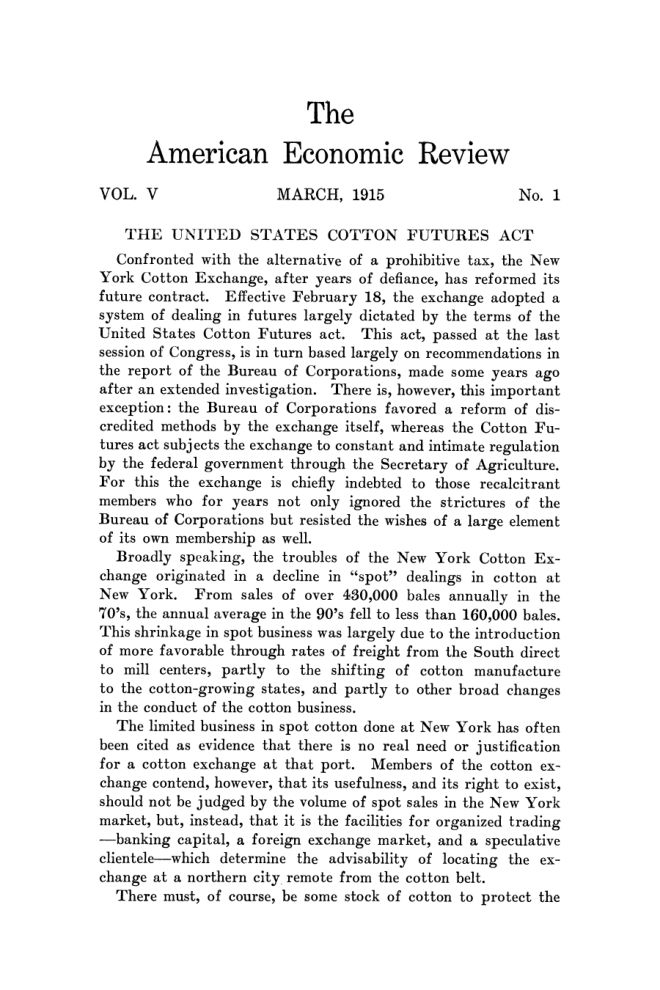 The
American Economic Review
VOL. V MARCH, 1915 No. 1
THE UNITED STATES COTTON FUTURES ACT
Confronted with the alternative of a prohibitive tax, the New
York Cotton Exchange, after years of defiance, has reformed its
future contract. Effective February 18, the exchange adopted a
system of dealing in futures largely dictated by the terms of the
United States Cotton Futures act. This act, passed at the last
session of Congress, is in turn based largely on recommendations in
the report of the Bureau of Corporations, made some years ago
after an extended investigation. There is, however, this important
exception: the Bureau of Corporations favored a reform of dis-
credited methods by the exchange itself, whereas the Cotton Fu-
tures act subjects the exchange to constant and intimate regulation
by the federal government through the Secretary of Agriculture.
For this the exchange is chiefly indebted to those recalcitrant
members who for years not only ignored the strictures of the
Bureau of Corporations but resisted the wishes of a large element
of its own membership as well.
Broadly speaking, the troubles of the New York Cotton Ex-
change originated in a decline in "spot" dealings in cotton at
New York. From sales of over 430,000 bales annually in the
70's, the annual average in the 90's fell to less than 160,000 bales.
This shrinkage in spot business was largely due to the introduction
of more favorable through rates of freight from the South direct
to mill centers, partly to the shifting of cotton manufacture
to the cotton-growing states, and partly to other broad changes
in the conduct of the cotton business.
The limited business in spot cotton done at New York has often
been cited as evidence that there is no real need or justification
for a cotton exchange at that port. Members of the cotton ex-
change contend, however, that its usefulness, and its right to exist,
should not be judged by the volume of spot sales in the New York
market, but, instead, that it is the facilities for organized trading
—banking capital, a foreign exchange market, and a speculative
clientele—which determine the advisability of locating the ex-
change at a northern city remote from the cotton belt.
There must, of course, be some stock of cotton to protect the